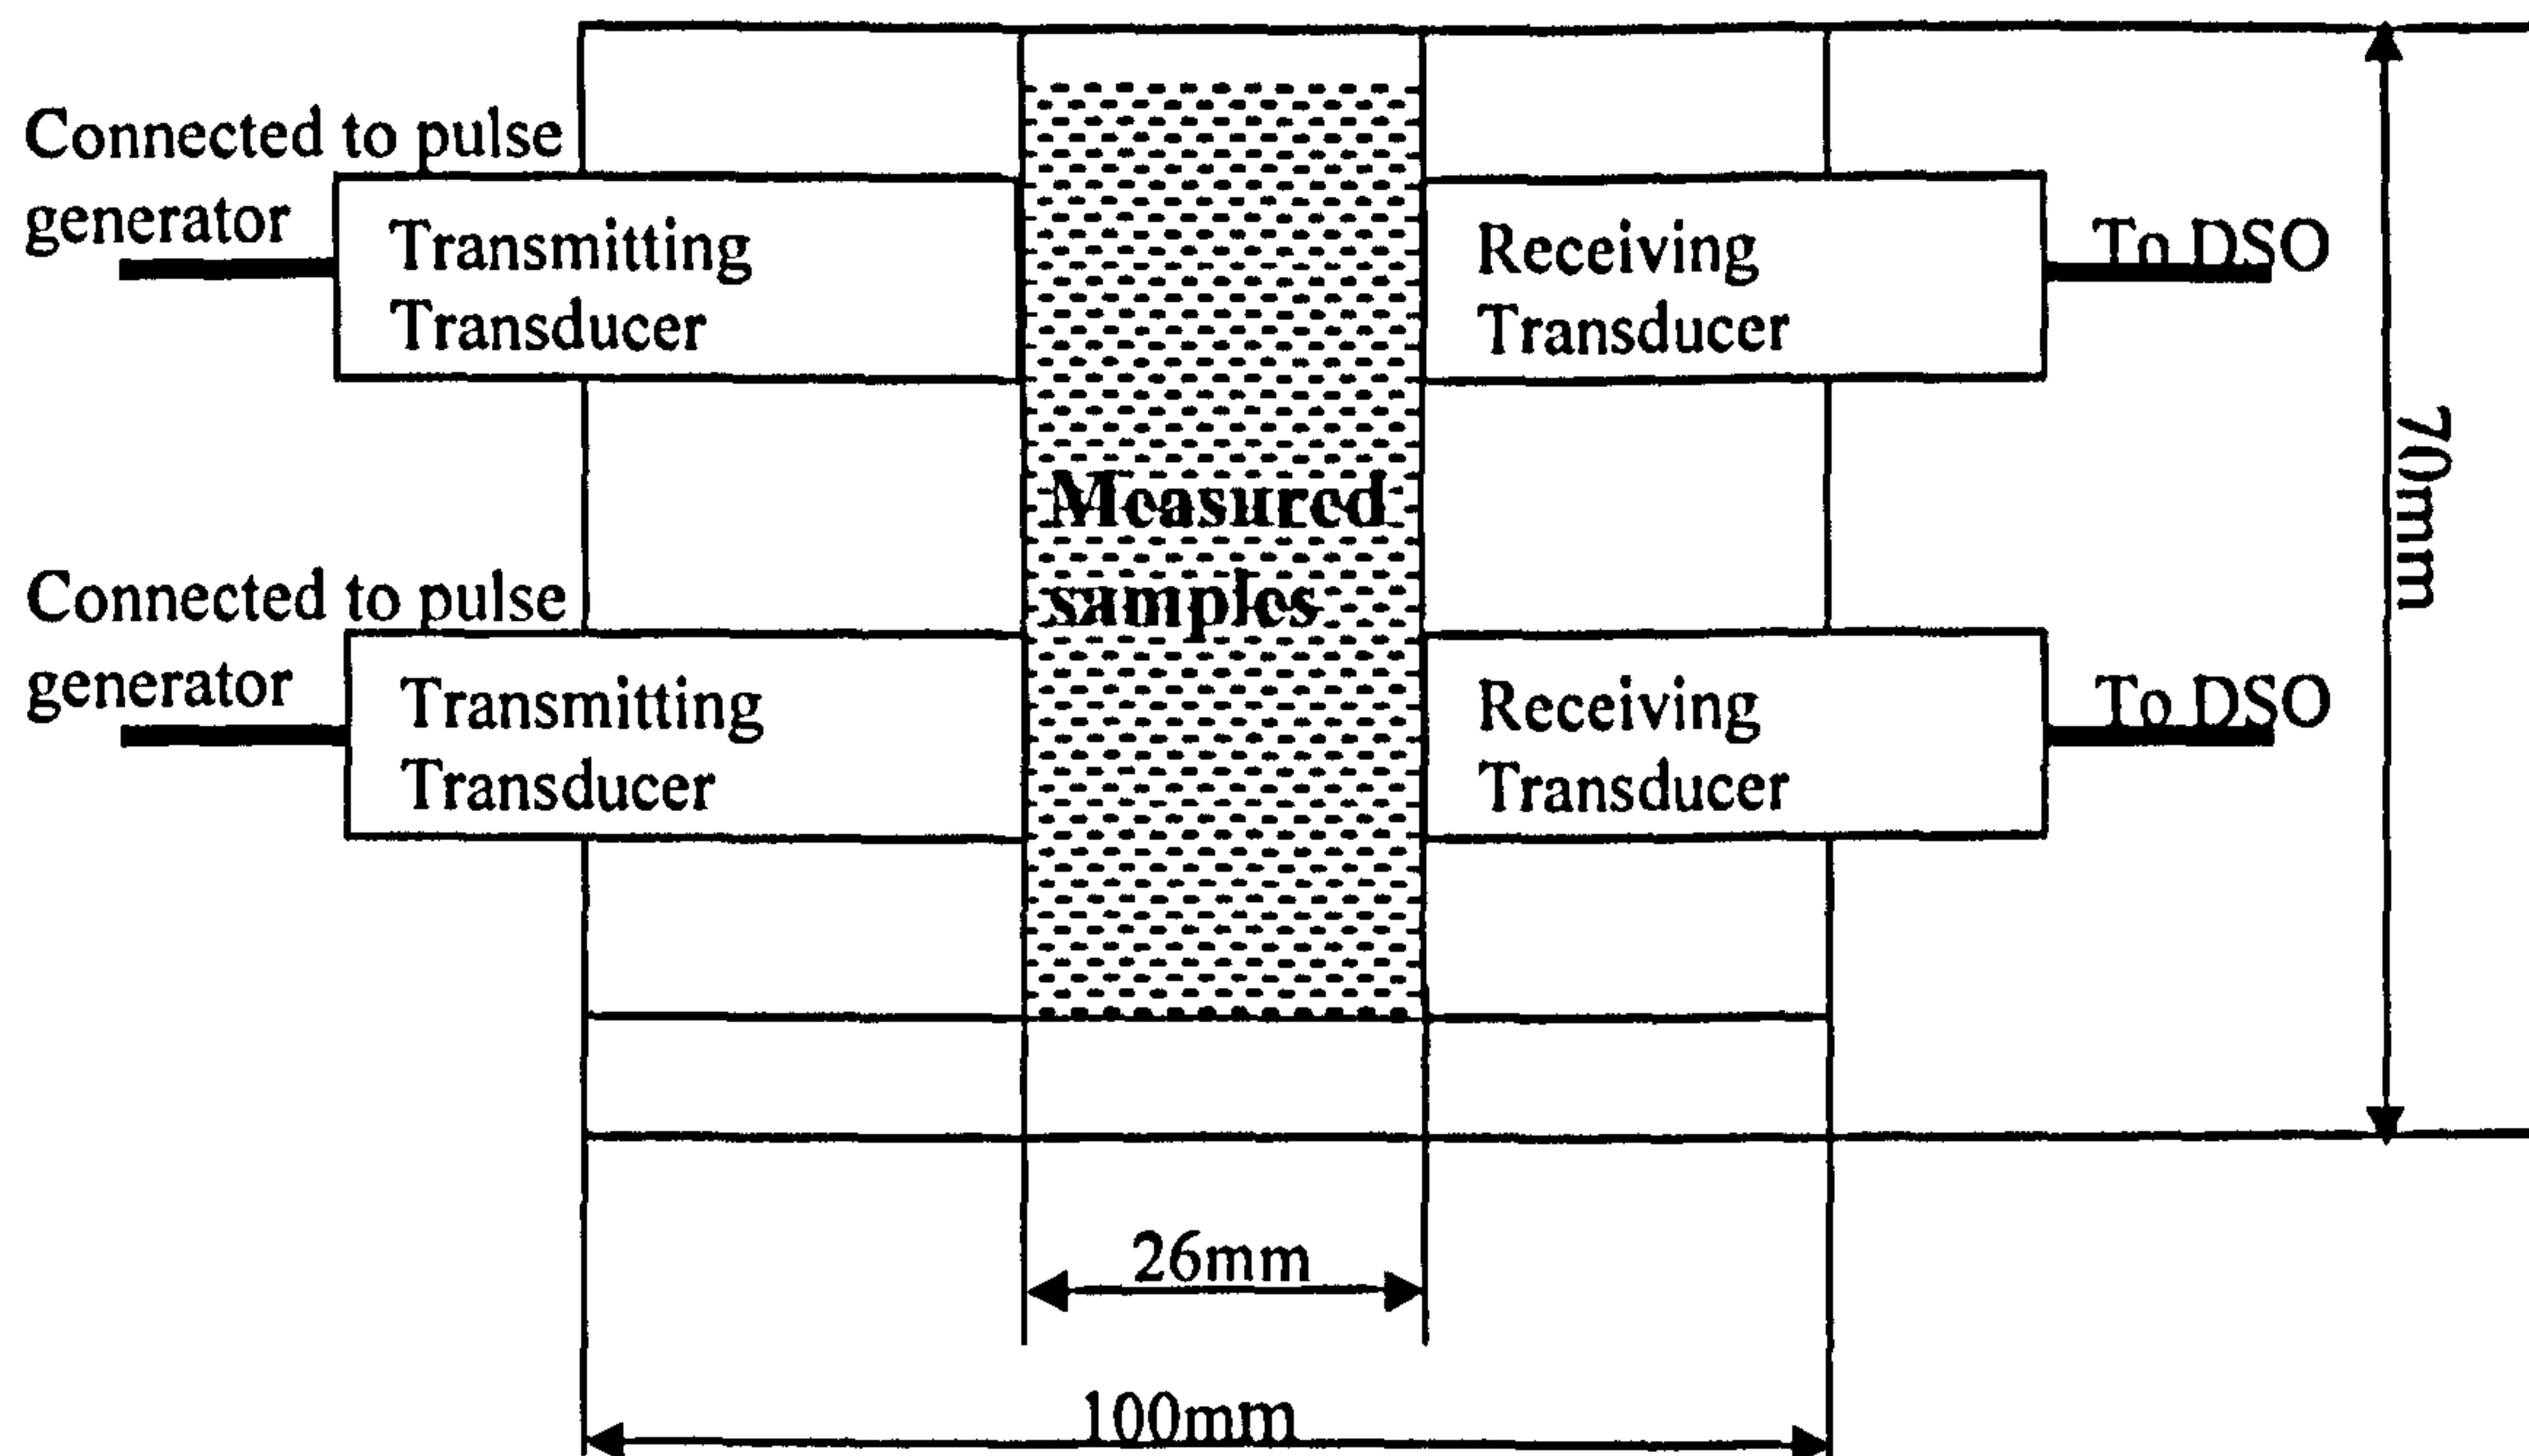 Connected to pulse
generator
Transmitting
Transducer
Receiving
Transducer
To DSO
Measured
samples
70mm
Connected to pulse
generator
Transmitting
Transducer
Receiving
Transducer
To DSO
26mm
100mm